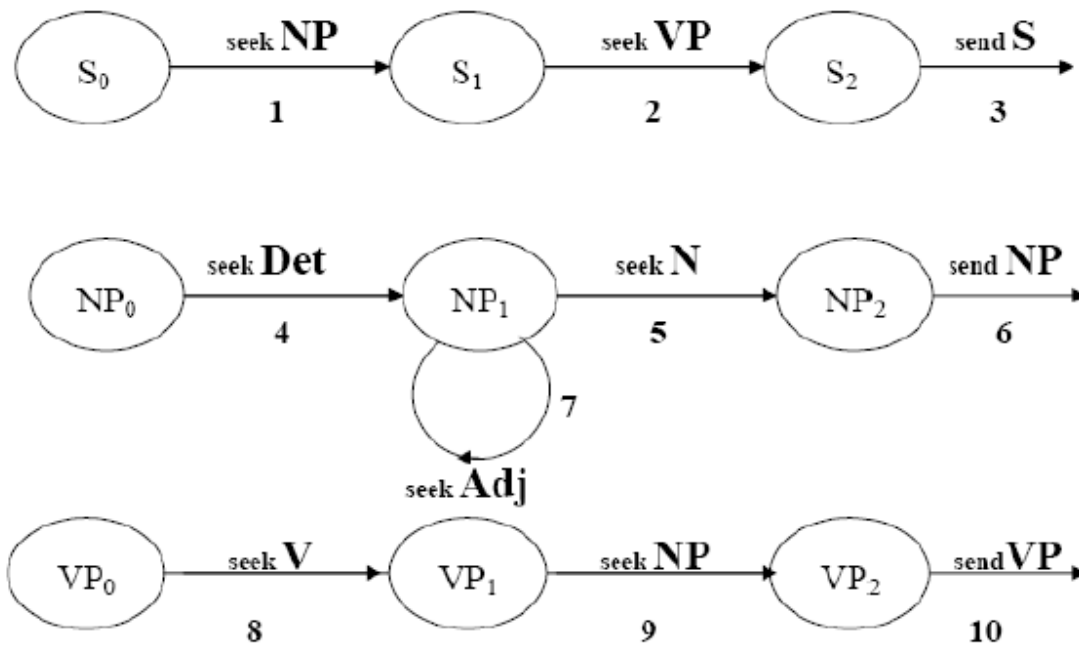 seek NP seek VP send S
S₀ S₁ S₂
1 2 3
seek Det seek N send NP
NP₀ NP₁ NP₂
4 5 6
7
seek Adj
seek V seek NP send VP
VP₀ VP₁ VP₂
8 9 10